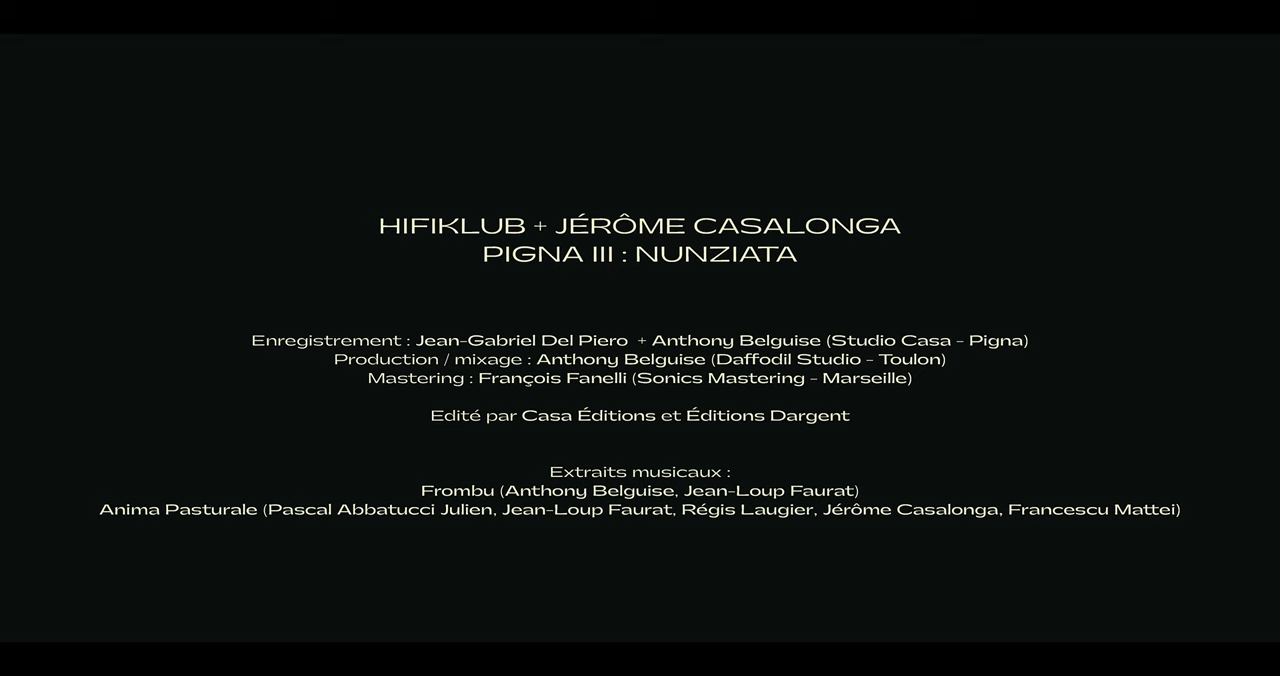 HIFIKLUB + JÉRÔME CASALONGA
PIGNA III : NUNZIATA
Enregistrement : Jean-Gabriel Del Piero + Anthony Belguise (Studio Casa - Pigna)
Production / mixage : Anthony Belguise (Daffodil Studio - Toulon)
Mastering : François Fanelli (Sonics Mastering - Marseille)
Edité par Casa Éditions et Éditions Dargent
Extraits musicaux :
Frombu (Anthony Belguise, Jean-Loup Faurat)
Anima Pasturale (Pascal Abbatucci Julien, Jean-Loup Faurat, Régis Laugier, Jérôme Casalonga, Francescu Mattei)